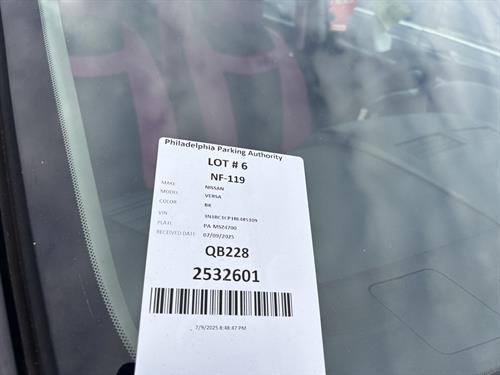 Philadelphia Parking Authority
LOT # 6
NF-119
MAKE NISSAN
MODEL VERSA
COLOR BK
VIN
PLATE PA-MSZ4700
RECEIVED DATE 07/09/2025
QB228
2532601
7/9/2025 8:48:47 PM